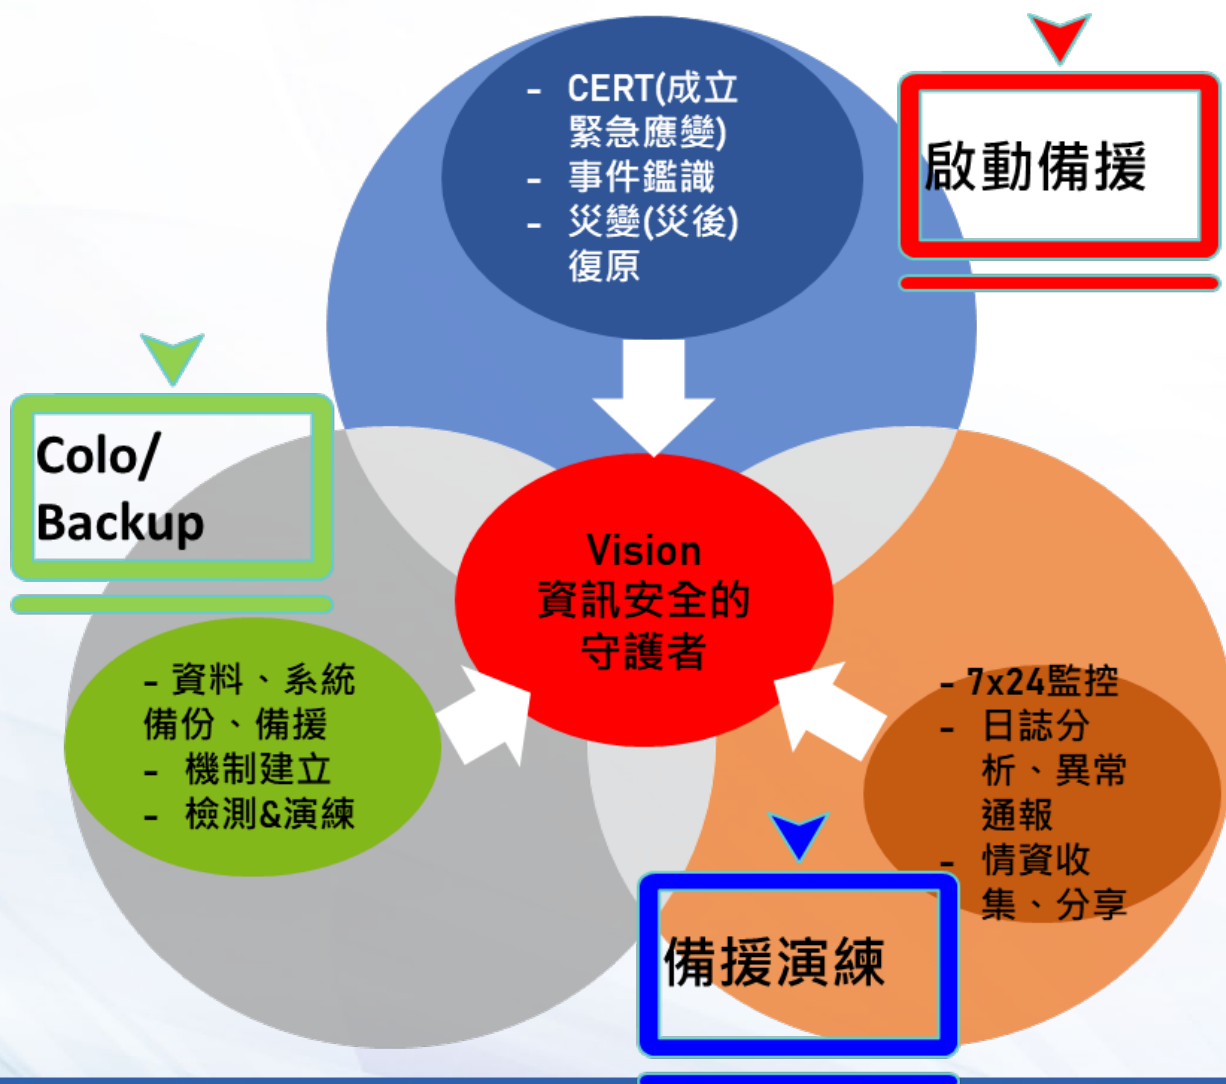 - CERT(成立
緊急應變)
- 事件鑑識
- 災變(災後)
復原
啟動備援
Colo/
Backup
Vision
資訊安全的
守護者
- 資料、系統
備份、備援
- 機制建立
- 檢測&演練
- 7x24監控
- 日誌分
析、異常
通報
- 情資收
集、分享
備援演練